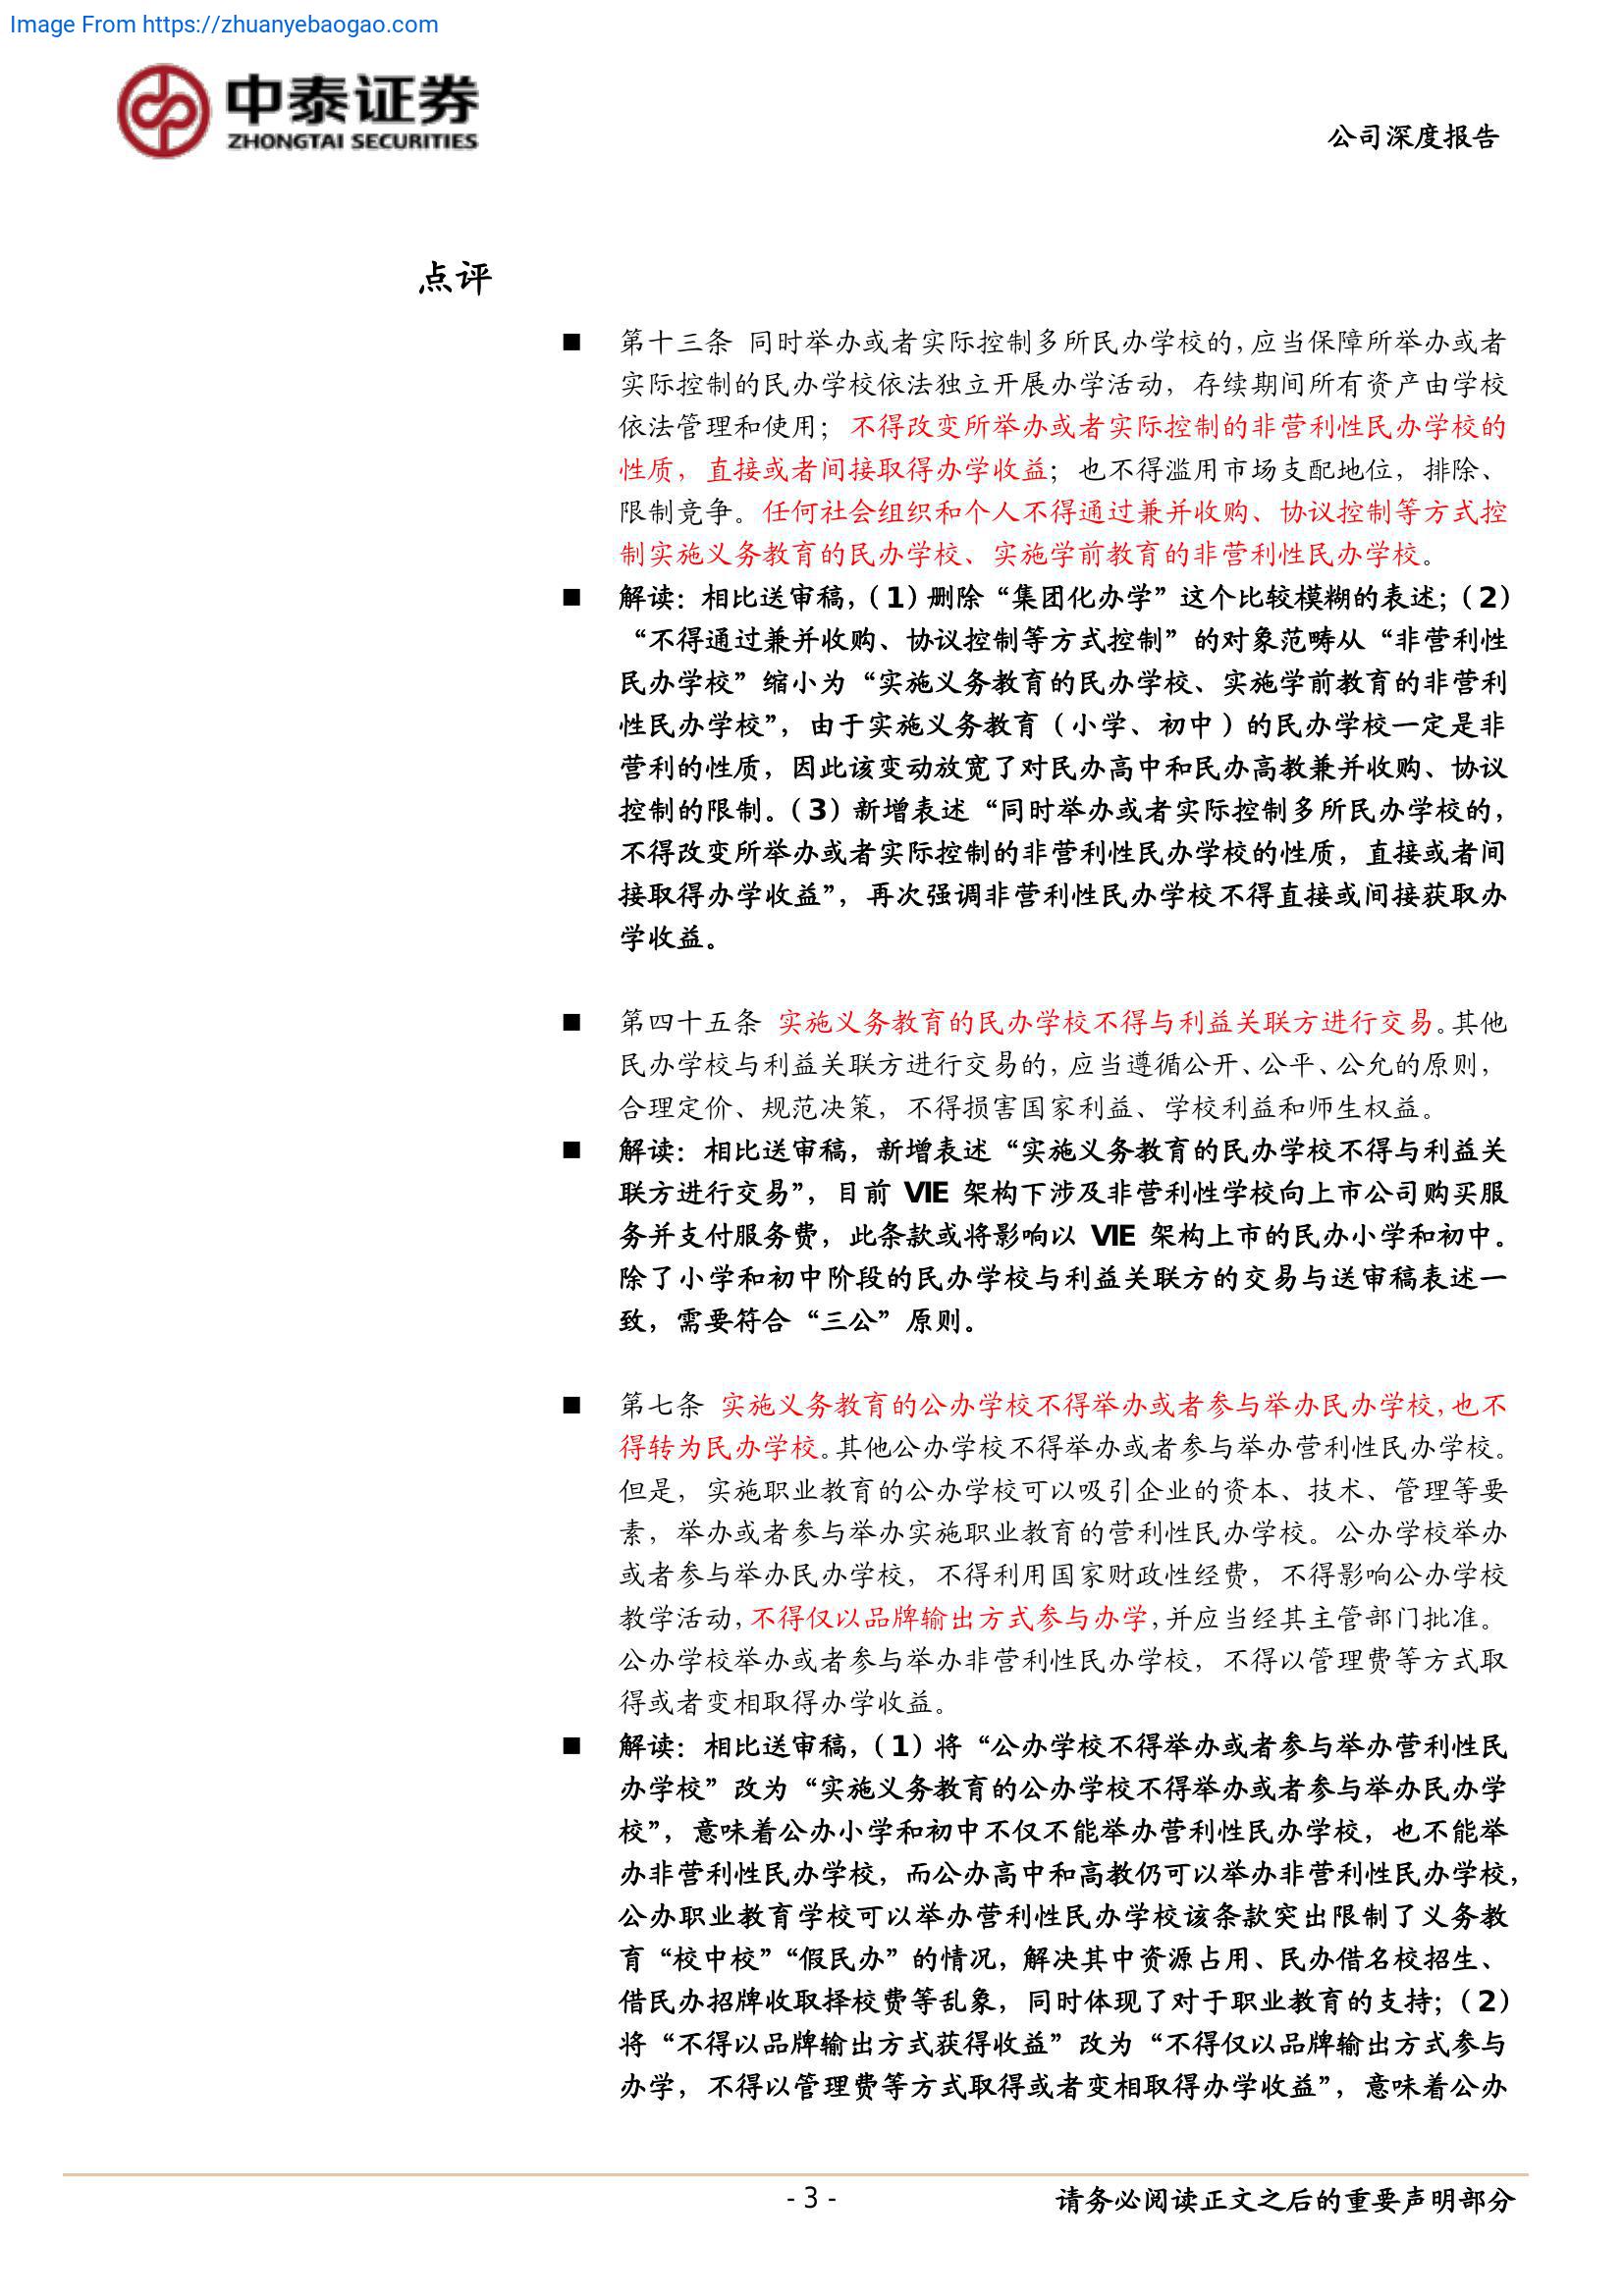 Image From https://zhuanyebaogao.com
中泰证券
ZHONGTAI SECURITIES
公司深度报告
点评
■ 第十三条 同时举办或者实际控制多所民办学校的，应当保障所举办或者
实际控制的民办学校依法独立开展办学活动，存续期间所有资产由学校
依法管理和使用；不得改变所举办或者实际控制的非营利性民办学校的
性质，直接或者间接取得办学收益；也不得滥用市场支配地位，排除、
限制竞争。任何社会组织和个人不得通过兼并收购、协议控制等方式控
制实施义务教育的民办学校、实施学前教育的非营利性民办学校。
■ 解读：相比送审稿，（1）删除“集团化办学”这个比较模糊的表述；（2）
“不得通过兼并收购、协议控制等方式控制”的对象范畴从“非营利性
民办学校”缩小为“实施义务教育的民办学校、实施学前教育的非营利
性民办学校”，由于实施义务教育（小学、初中）的民办学校一定是非
营利的性质，因此该变动放宽了对民办高中和民办高教兼并收购、协议
控制的限制。（3）新增表述“同时举办或者实际控制多所民办学校的，
不得改变所举办或者实际控制的非营利性民办学校的性质，直接或者间
接取得办学收益”，再次强调非营利性民办学校不得直接或间接获取办
学收益。
■ 第四十五条 实施义务教育的民办学校不得与利益关联方进行交易。其他
民办学校与利益关联方进行交易的，应当遵循公开、公平、公允的原则，
合理定价、规范决策，不得损害国家利益、学校利益和师生权益。
■ 解读：相比送审稿，新增表述“实施义务教育的民办学校不得与利益关
联方进行交易”，目前 VIE 架构下涉及非营利性学校向上市公司购买服
务并支付服务费，此条款或将影响以 VIE 架构上市的民办小学和初中。
除了小学和初中阶段的民办学校与利益关联方的交易与送审稿表述一
致，需要符合“三公”原则。
■ 第七条 实施义务教育的公办学校不得举办或者参与举办民办学校，也不
得转为民办学校。其他公办学校不得举办或者参与举办营利性民办学校。
但是，实施职业教育的公办学校可以吸引企业的资本、技术、管理等要
素，举办或者参与举办实施职业教育的营利性民办学校。公办学校举办
或者参与举办民办学校，不得利用国家财政性经费，不得影响公办学校
教学活动，不得仅以品牌输出方式参与办学，并应当经其主管部门批准。
公办学校举办或者参与举办非营利性民办学校，不得以管理费等方式取
得或者变相取得办学收益。
■ 解读：相比送审稿，（1）将“公办学校不得举办或者参与举办营利性民
办学校”改为“实施义务教育的公办学校不得举办或者参与举办民办学
校”，意味着公办小学和初中不仅不能举办营利性民办学校，也不能举
办非营利性民办学校，而公办高中和高教仍可以举办非营利性民办学校，
公办职业教育学校可以举办营利性民办学校该条款突出限制了义务教
育“校中校”“假民办”的情况，解决其中资源占用、民办借名校招生、
借民办招牌收取择校费等乱象，同时体现了对于职业教育的支持；（2）
将“不得以品牌输出方式获得收益”改为“不得仅以品牌输出方式参与
办学，不得以管理费等方式取得或者变相取得办学收益”，意味着公办
- 3 -
请务必阅读正文之后的重要声明部分